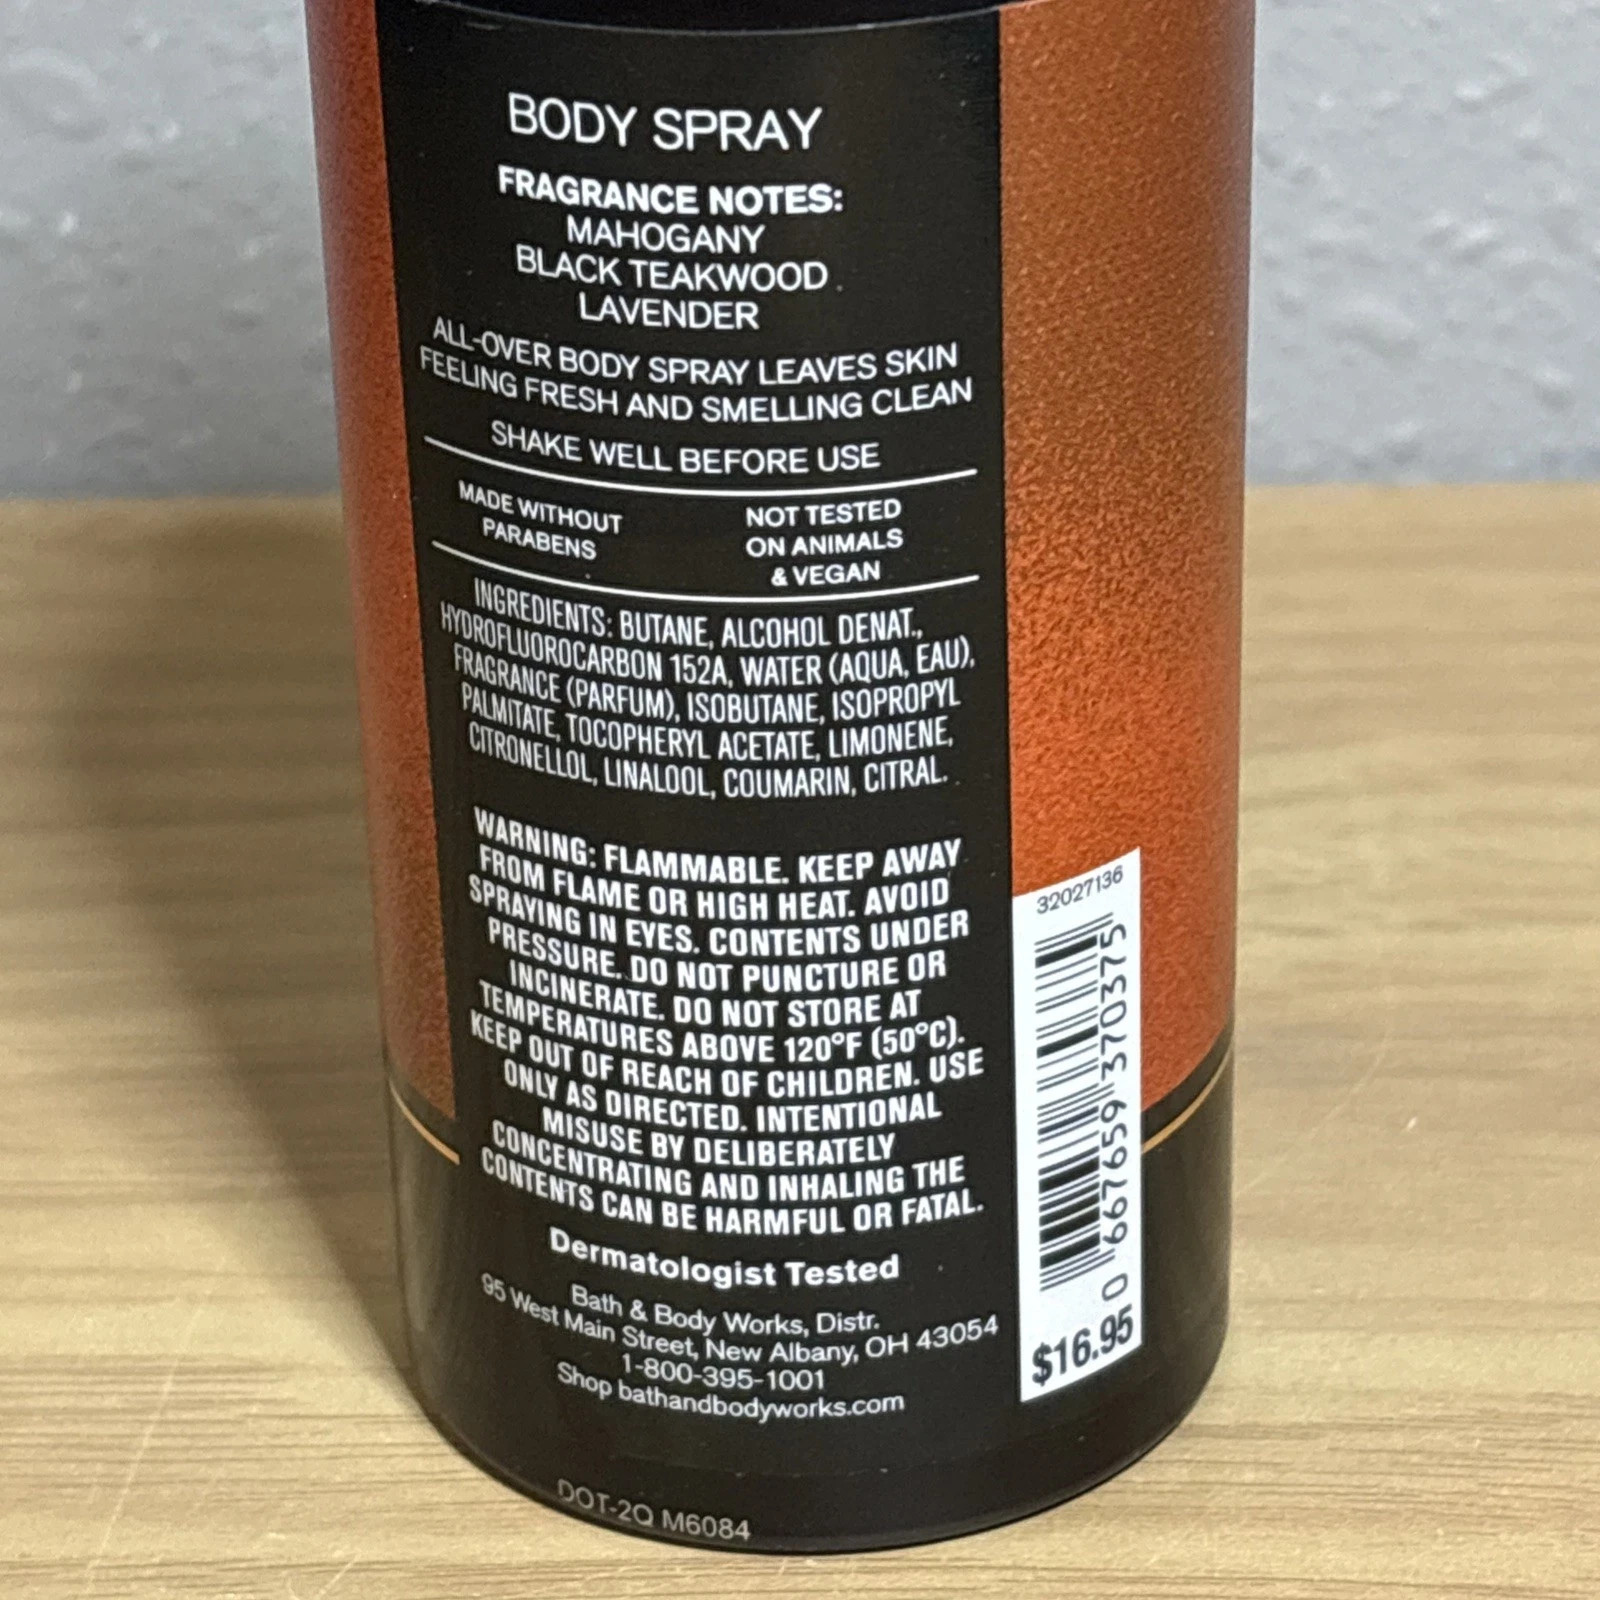 BODY SPRAY
FRAGRANCE NOTES:
MAHOGANY
BLACK TEAKWOOD
LAVENDER
ALL-OVER BODY SPRAY LEAVES SKIN
FEELING FRESH AND SMELLING CLEAN
SHAKE WELL BEFORE USE
MADE WITHOUT
PARABENS
NOT TESTED
ON ANIMALS
& VEGAN
INGREDIENTS: BUTANE, ALCOHOL DENAT.,
HYDROFLUOROCARBON 152A, WATER (AQUA, EAU),
FRAGRANCE (PARFUM), ISOBUTANE, ISOPROPYL
PALMITATE, TOCOPHERYL ACETATE, LIMONENE,
CITRONELLOL, LINALOOL, COUMARIN, CITRAL.
WARNING: FLAMMABLE. KEEP AWAY
FROM FLAME OR HIGH HEAT. AVOID
SPRAYING IN EYES. CONTENTS UNDER
PRESSURE. DO NOT PUNCTURE OR
INCINERATE. DO NOT STORE AT
TEMPERATURES ABOVE 120°F (50°C).
KEEP OUT OF REACH OF CHILDREN. USE
ONLY AS DIRECTED. INTENTIONAL
MISUSE BY DELIBERATELY
CONCENTRATING AND INHALING THE
CONTENTS CAN BE HARMFUL OR FATAL.
Dermatologist Tested
Bath & Body Works, Distr.
95 West Main Street, New Albany, OH 43054
1-800-395-1001
Shop bathandbodyworks.com
DOT-2Q M6084
32027136
0 667659 370375
$16.95